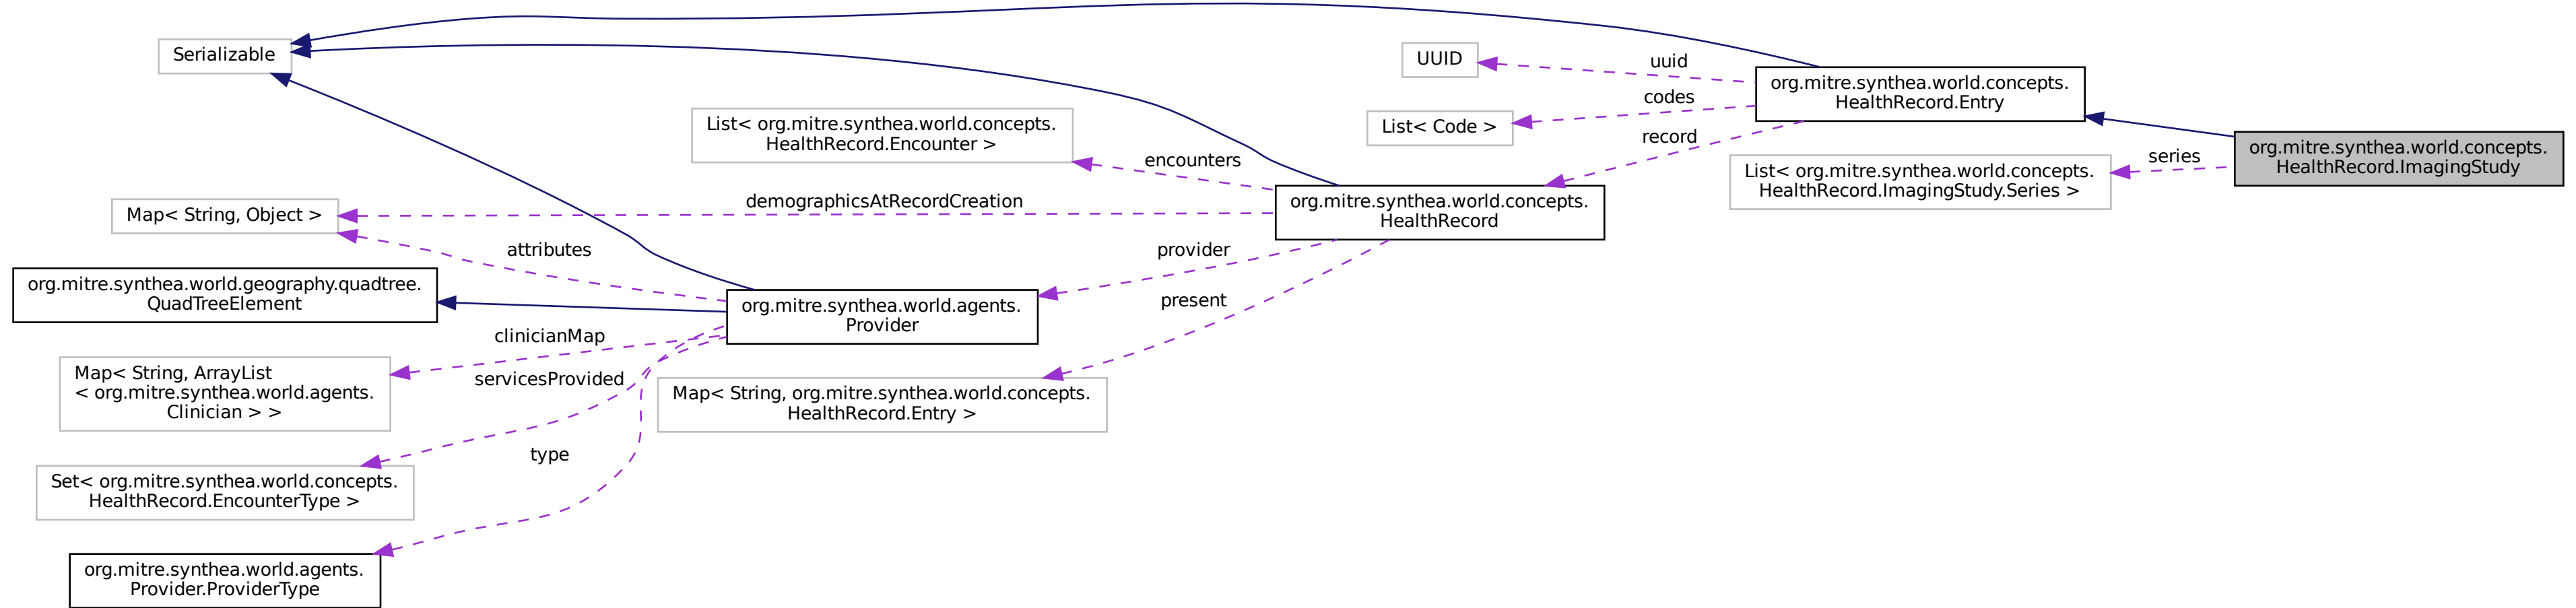 Serializable
UUID
uuid
org.mitre.synthea.world.concepts.
HealthRecord.Entry
codes
List< Code >
List< org.mitre.synthea.world.concepts.
HealthRecord.Encounter >
record
encounters
org.mitre.synthea.world.concepts.
HealthRecord.ImagingStudy
series
List< org.mitre.synthea.world.concepts.
HealthRecord.ImagingStudy.Series >
Map< String, Object >
demographicsAtRecordCreation
org.mitre.synthea.world.concepts.
HealthRecord
attributes
provider
org.mitre.synthea.world.geography.quadtree.
QuadTreeElement
org.mitre.synthea.world.agents.
Provider
present
clinicianMap
Map< String, ArrayList
< org.mitre.synthea.world.agents.
Clinician > >
servicesProvided
Map< String, org.mitre.synthea.world.concepts.
HealthRecord.Entry >
type
Set< org.mitre.synthea.world.concepts.
HealthRecord.EncounterType >
org.mitre.synthea.world.agents.
Provider.ProviderType